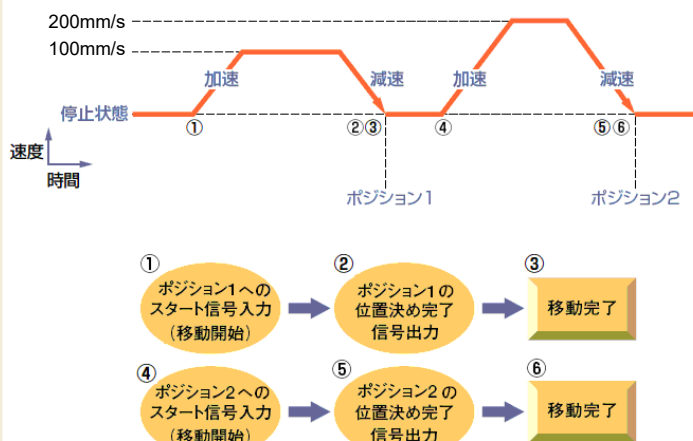 200mm/s
100mm/s
加速
減速
加速
減速
停止状態
①
②③
④
⑤⑥
速度
時間
ポジション1
ポジション2
①
ポジション1への
スタート信号入力
(移動開始)
②
ポジション1の
位置決め完了
信号出力
③
移動完了
④
ポジション2への
スタート信号入力
(移動開始)
⑤
ポジション2の
位置決め完了
信号出力
⑥
移動完了